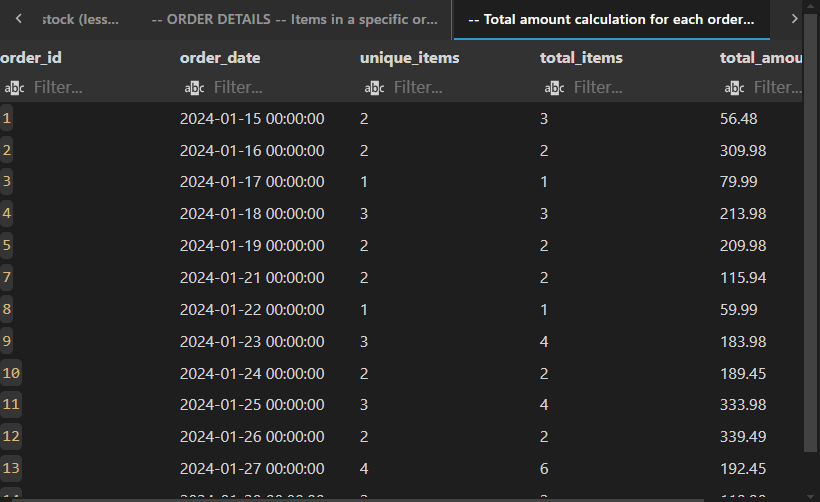 stock (less... -- ORDER DETAILS -- Items in a specific or... -- Total amount calculation for each order...
order_id order_date unique_items total_items total_amou
abc Filter... abc Filter... abc Filter... abc Filter... abc Filter...
1 2024-01-15 00:00:00 2 3 56.48
2 2024-01-16 00:00:00 2 2 309.98
3 2024-01-17 00:00:00 1 1 79.99
4 2024-01-18 00:00:00 3 3 213.98
5 2024-01-19 00:00:00 2 2 209.98
7 2024-01-21 00:00:00 2 2 115.94
8 2024-01-22 00:00:00 1 1 59.99
9 2024-01-23 00:00:00 3 4 183.98
10 2024-01-24 00:00:00 2 2 189.45
11 2024-01-25 00:00:00 3 4 333.98
12 2024-01-26 00:00:00 2 2 339.49
13 2024-01-27 00:00:00 4 6 192.45